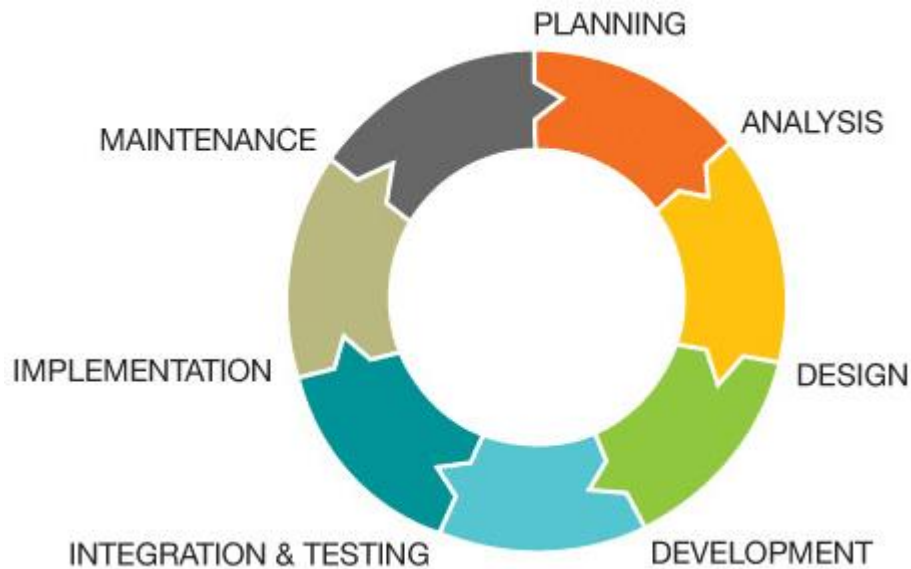 PLANNING
ANALYSIS
MAINTENANCE
IMPLEMENTATION
DESIGN
INTEGRATION & TESTING
DEVELOPMENT